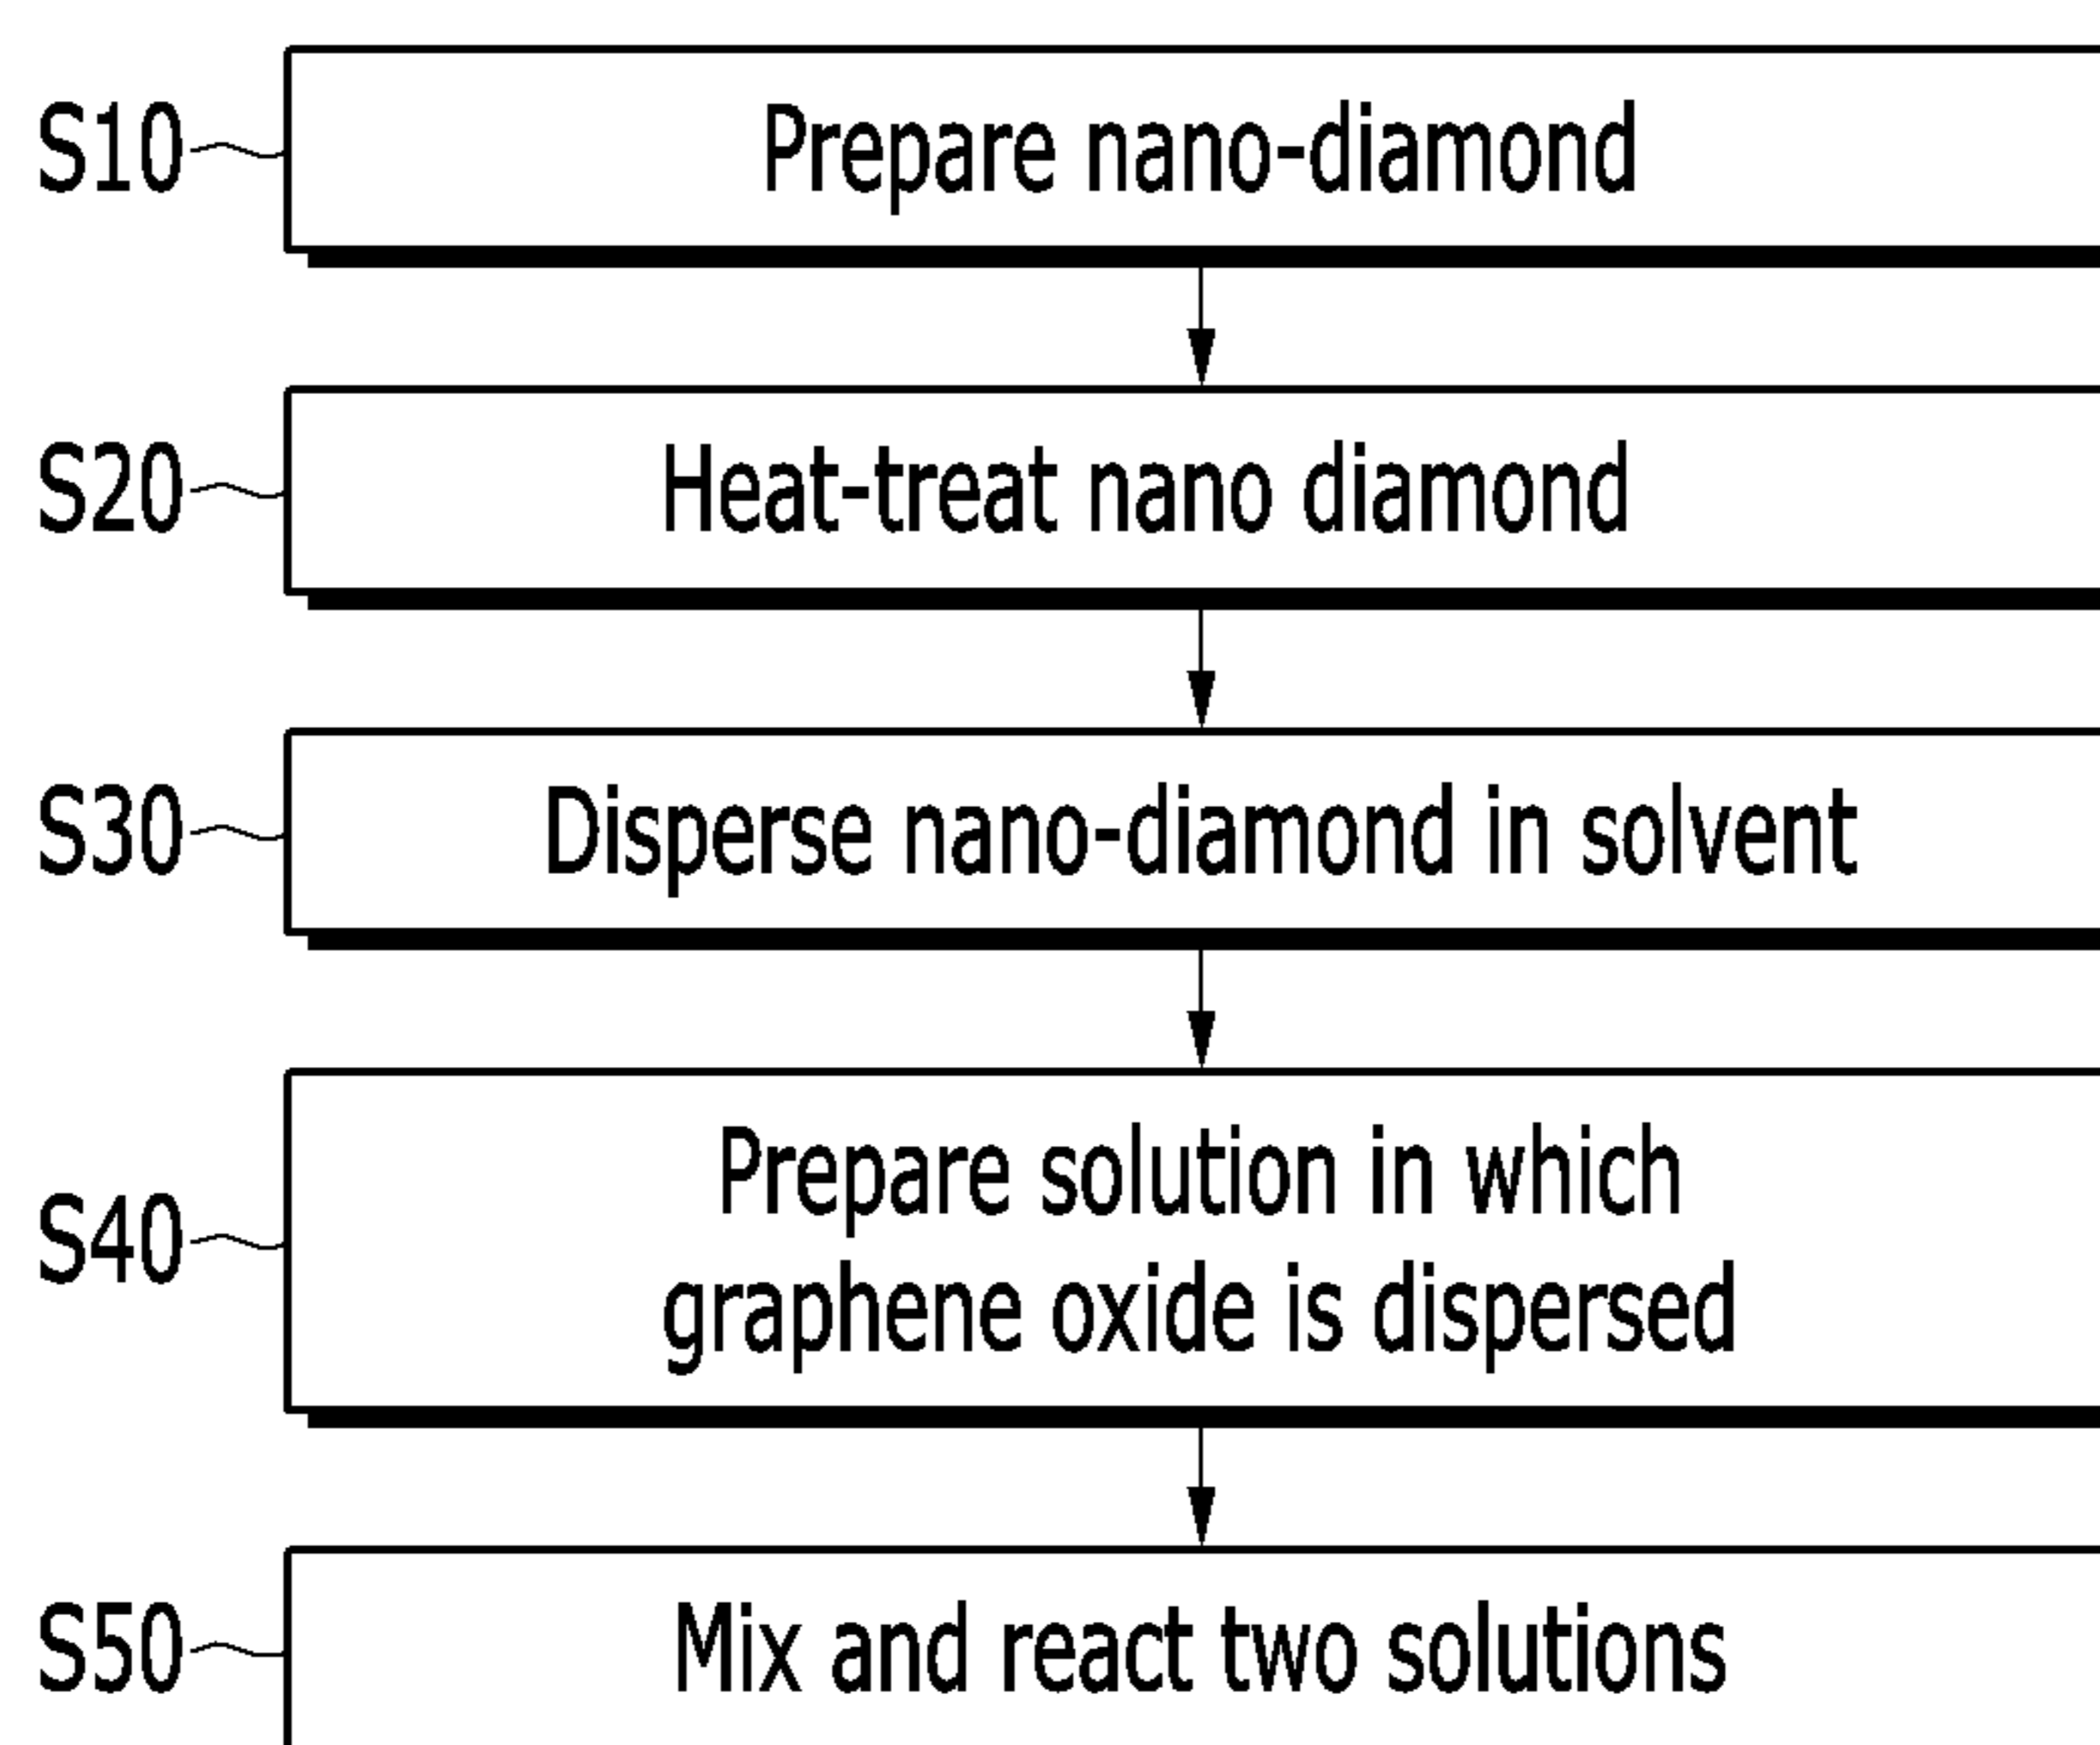 S10 Prepare nano-diamond
S20 Heat-treat nano diamond
S30 Disperse nano-diamond in solvent
Prepare solution in which
S40
graphene oxide is dispersed
S50 Mix and react two solutions